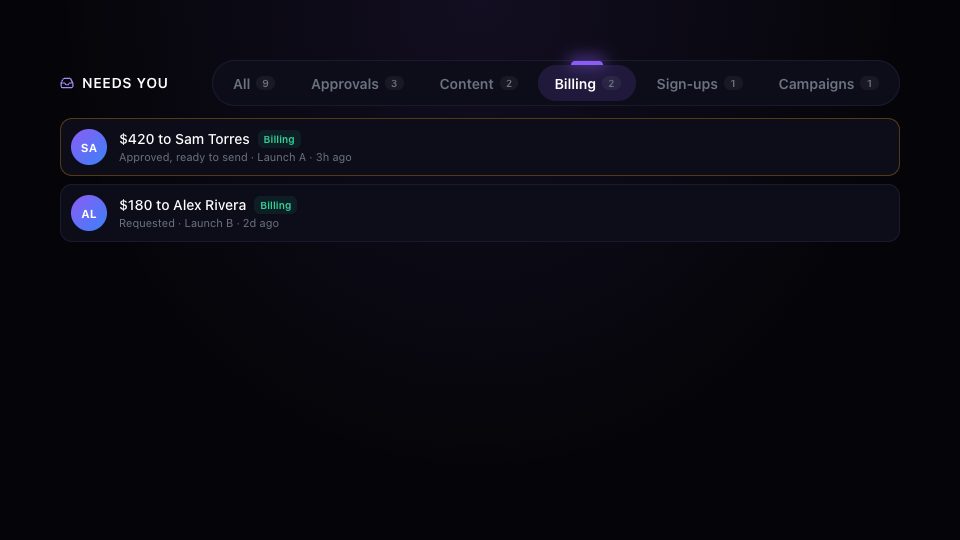 NEEDS YOU
All 9 Approvals 3 Content 2 Billing 2 Sign-ups 1 Campaigns 1
SA
$420 to Sam Torres Billing
Approved, ready to send · Launch A · 3h ago
AL
$180 to Alex Rivera Billing
Requested · Launch B · 2d ago